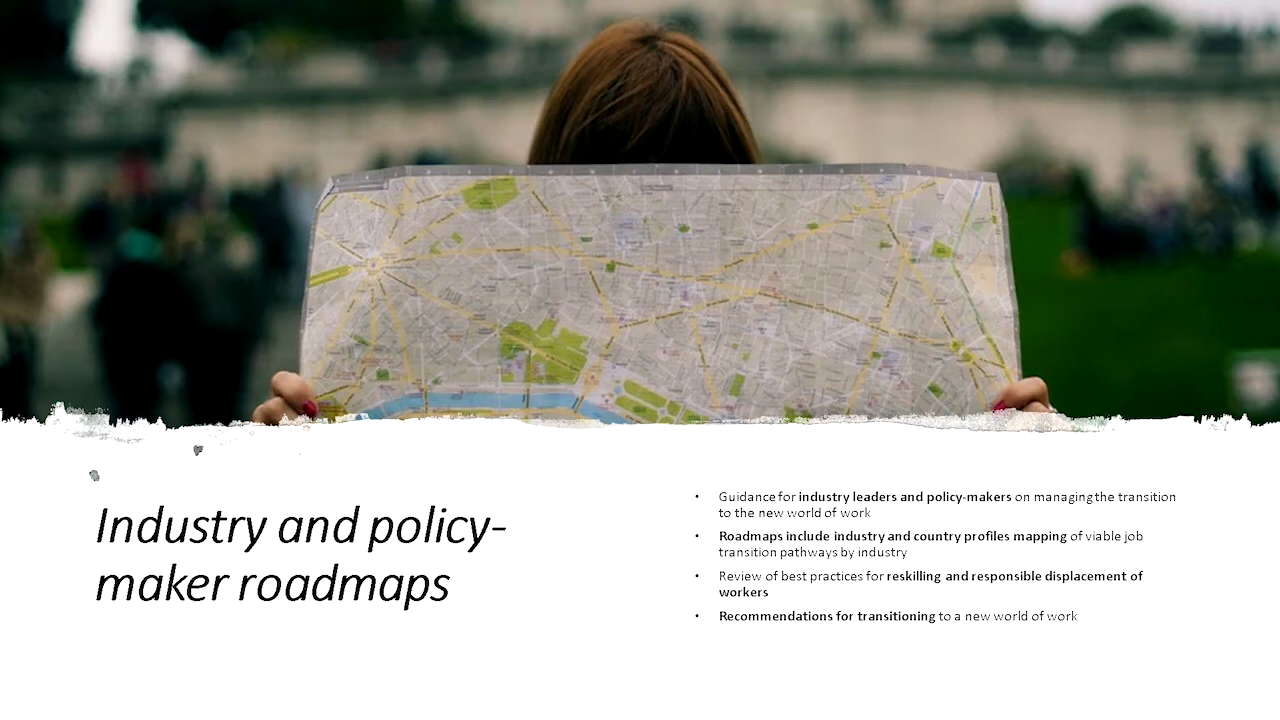 Industry and policy-
maker roadmaps
• Guidance for industry leaders and policy-makers on managing the transition
to the new world of work
• Roadmaps include industry and country profiles mapping of viable job
transition pathways by industry
• Review of best practices for reskilling and responsible displacement of
workers
• Recommendations for transitioning to a new world of work